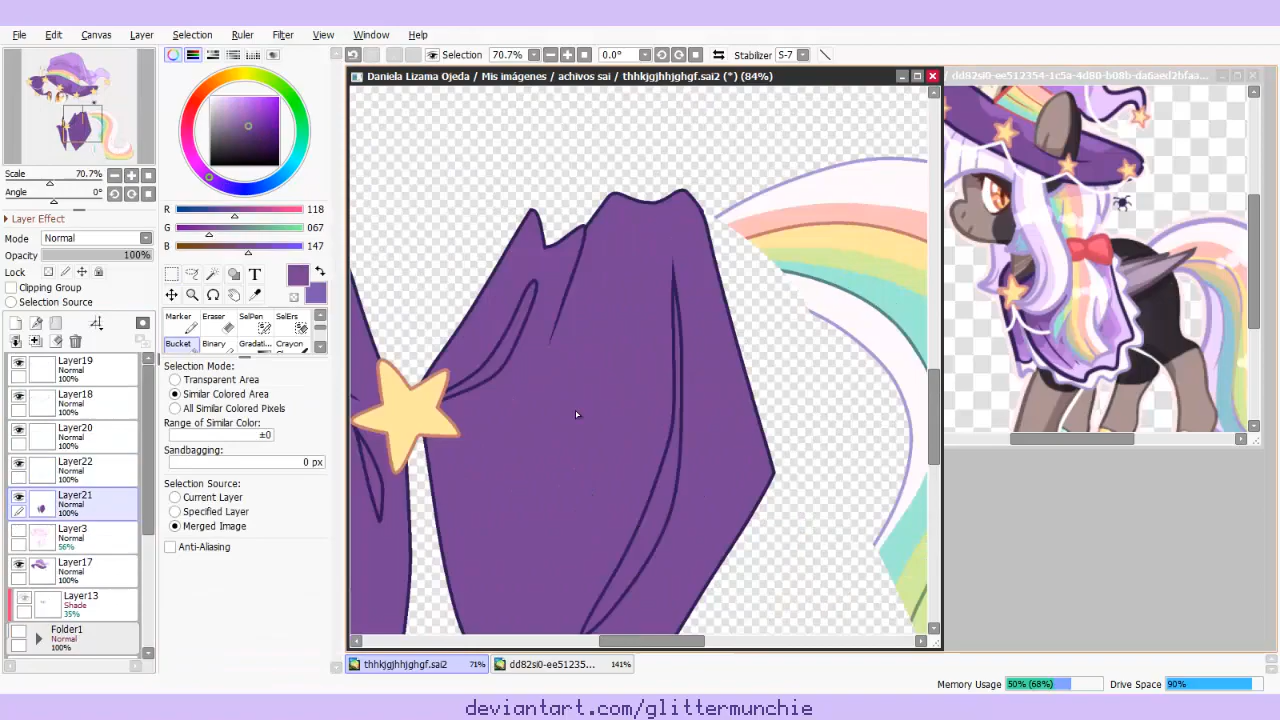 File Edit Canvas Layer Selection Ruler Filter View Window Help
Selection 70.7% 0.0° Stabilizer S-7
Daniela Lizama Ojeda / Mis imágenes / achivos sai / thhkjgjhhjghgf.sai2 (*) (84%)
Scale 70.7%
Angle 0°
Layer Effect
Mode Normal
Opacity 100%
Lock
Clipping Group
Selection Source
Layer19
Normal
100%
Layer18
Normal
100%
Layer20
Normal
100%
Layer22
Normal
100%
Layer21
Normal
100%
Layer3
Normal
56%
Layer17
Normal
100%
Layer13
Shade
35%
Folder1
Normal
100%
R 118
G 067
B 147
T
Marker Eraser SelPen SelErs
Bucket Binary Gradati... Crayon
Selection Mode:
Transparent Area
Similar Colored Area
All Similar Colored Pixels
Range of Similar Color:
±0
Sandbagging:
0 px
Selection Source:
Current Layer
Specified Layer
Merged Image
Anti-Aliasing
thhkjgjhhjghgf.sai2 71% dd82si0-ee51235... 141%
Memory Usage 50% (68%) Drive Space 90%
deviantart.com/glittermunchie